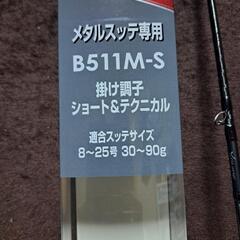 メタルスッテ専用
B511M-S
掛け調子
ショート&テクニカル
適合スッテサイズ
8〜25号 30〜90g